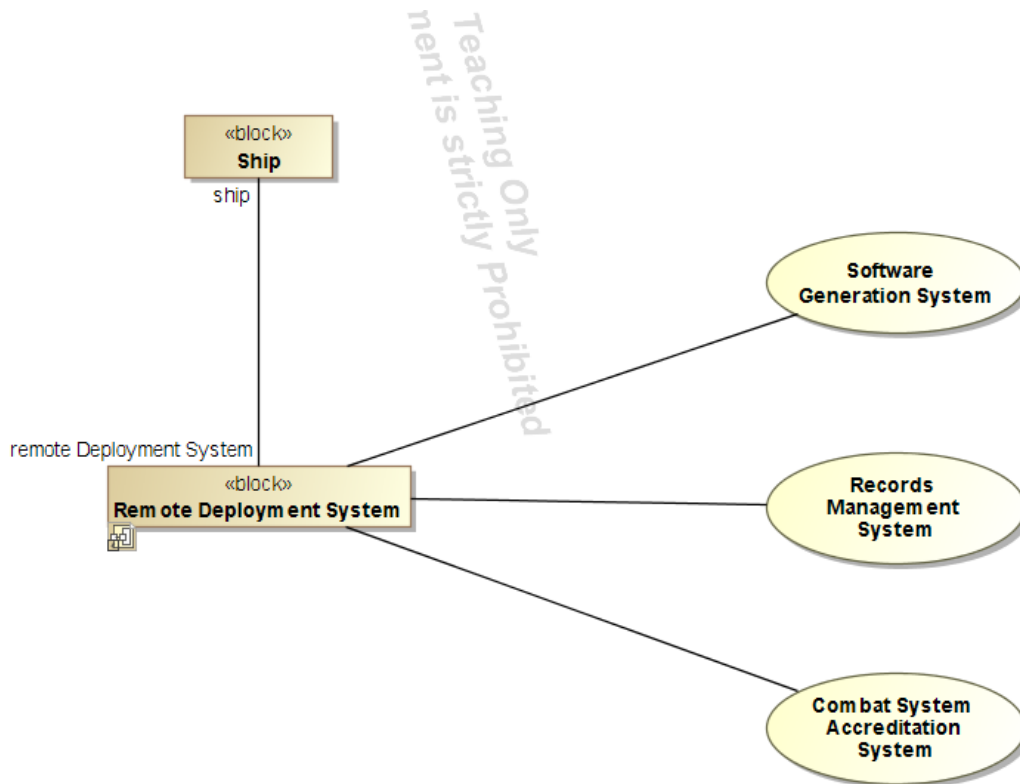 Teaching Only
ment is strictly Prohibited
«block»
Ship
ship
remote Deployment System
«block»
Remote Deployment System
Software
Generation System
Records
Management
System
Combat System
Accreditation
System